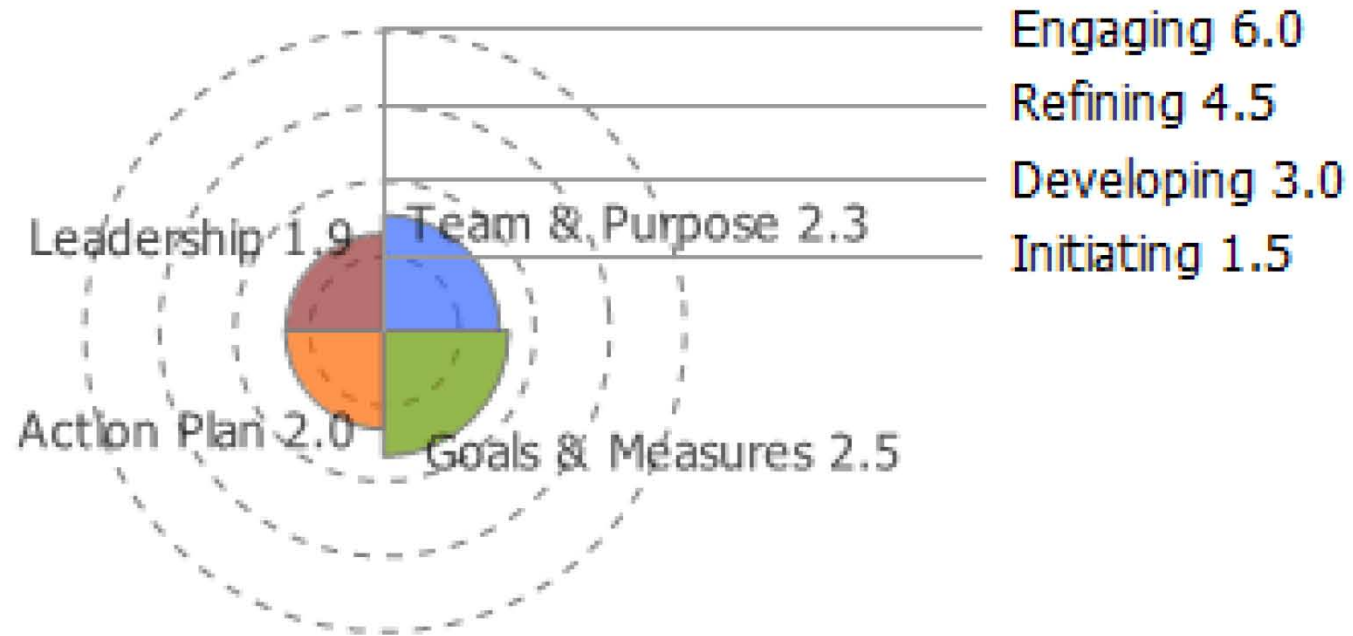 Engaging 6.0
Refining 4.5
Developing 3.0
Leadership 1.9
Team & Purpose 2.3
Initiating 1.5
Action Plan 2.0
Goals & Measures 2.5